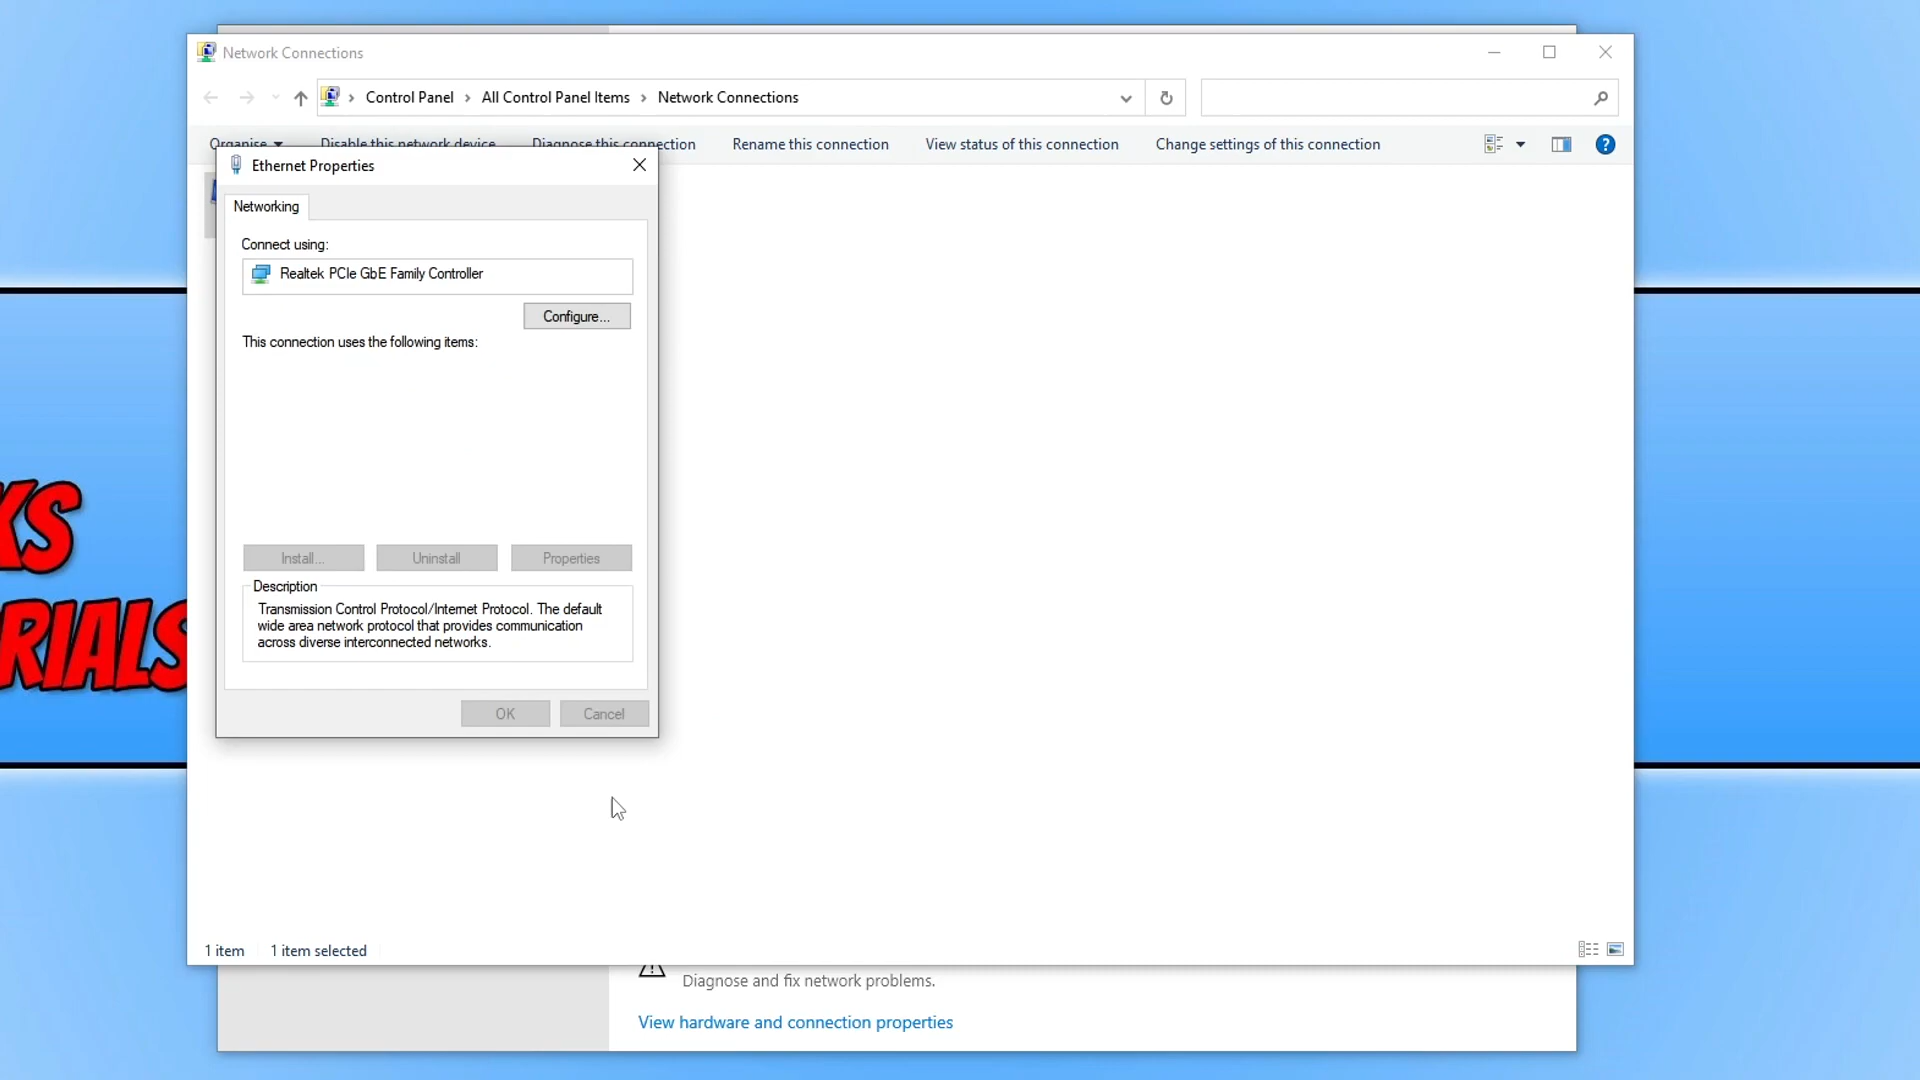 Network Connections
Control Panel > All Control Panel Items > Network Connections
Organise Disable this network device Diagnose this connection Rename this connection View status of this connection Change settings of this connection
Ethernet Properties
Networking
Connect using:
Realtek PCIe GbE Family Controller
Configure...
This connection uses the following items:
Install... Uninstall Properties
Description
Transmission Control Protocol/Internet Protocol. The default
wide area network protocol that provides communication
across diverse interconnected networks.
OK Cancel
KS
RIALS
1 item 1 item selected
Diagnose and fix network problems.
View hardware and connection properties